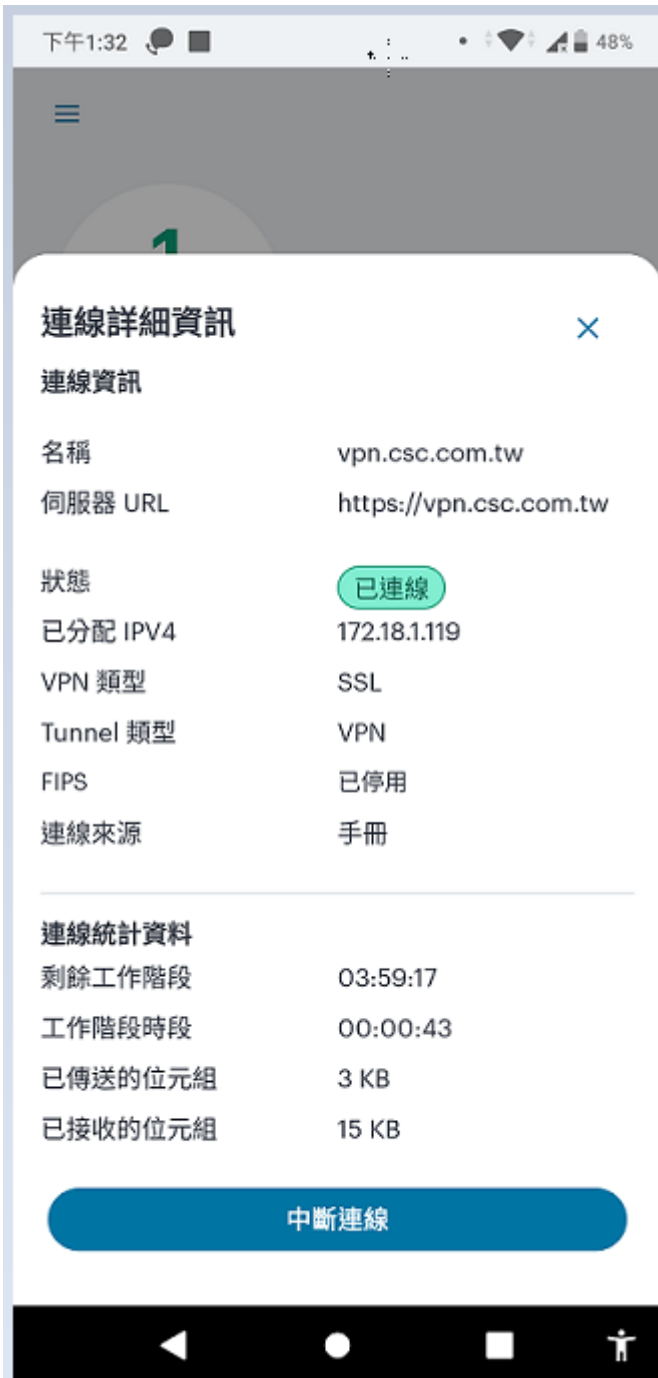 下午1:32 48%
連線詳細資訊
連線資訊
名稱 vpn.csc.com.tw
伺服器 URL https://vpn.csc.com.tw
狀態 已連線
已分配 IPV4 172.18.1.119
VPN 類型 SSL
Tunnel 類型 VPN
FIPS 已停用
連線來源 手冊
連線統計資料
剩餘工作階段 03:59:17
工作階段時段 00:00:43
已傳送的位元組 3 KB
已接收的位元組 15 KB
中斷連線